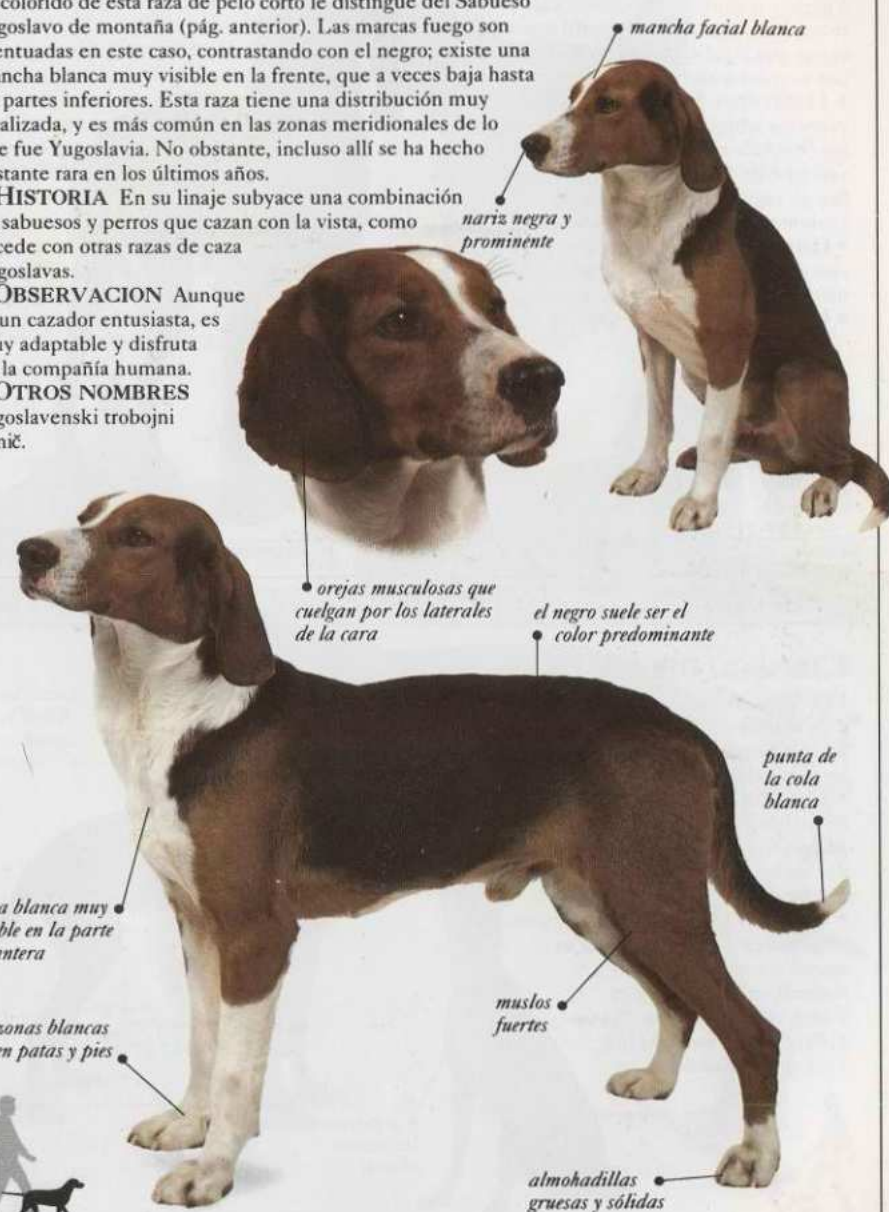 colorido de esta raza de pelo corto le distingue del Sabueso
goslavo de montaña (pág. anterior). Las marcas fuego son
entuadas en este caso, contrastando con el negro; existe una
ncha blanca muy visible en la frente, que a veces baja hasta
partes inferiores. Esta raza tiene una distribución muy
alizada, y es más común en las zonas meridionales de lo
e fue Yugoslavia. No obstante, incluso allí se ha hecho
stante rara en los últimos años.
HISTORIA En su linaje subyace una combinación
sabuesos y perros que cazan con la vista, como
cede con otras razas de caza
goslavas.
OBSERVACION Aunque
un cazador entusiasta, es
uy adaptable y disfruta
la compañía humana.
OTROS NOMBRES
goslavenski trobojni
nič.
mancha facial blanca
nariz negra y
prominente
orejas musculosas que
cuelgan por los laterales
de la cara
el negro suele ser el
color predominante
punta de
la cola
blanca
a blanca muy
ble en la parte
antera
muslos
fuertes
zonas blancas
en patas y pies
almohadillas
gruesas y sólidas